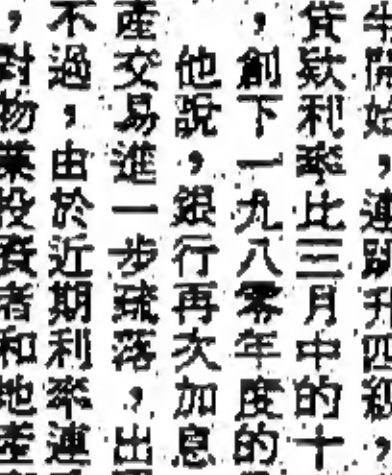 年開始，連跳升四級，
貸款利率比三月中的十
，創下一九八零年度的
他說，銀行再次加息
產交易進一步疏落，出
不過，由於近期利率連
，對物業投資者和地產